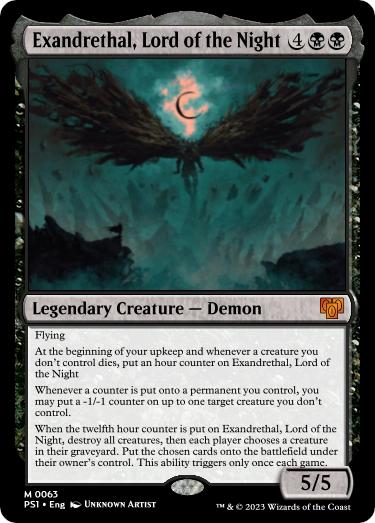 Exandrethal, Lord of the Night 4
Legendary Creature — Demon
Flying
At the beginning of your upkeep and whenever a creature you
don't control dies, put an hour counter on Exandrethal, Lord of
the Night
Whenever a counter is put onto a permanent you control, you
may put a -1/-1 counter on up to one target creature you don't
control.
When the twelfth hour counter is put on Exandrethal, Lord of the
Night, destroy all creatures, then each player chooses a creature
in their graveyard. Put the chosen cards onto the battlefield under
their owner's control. This ability triggers only once each game.
5/5
M 0063
PS1 • Eng Unknown Artist
™ & © 2023 Wizards of the Coast